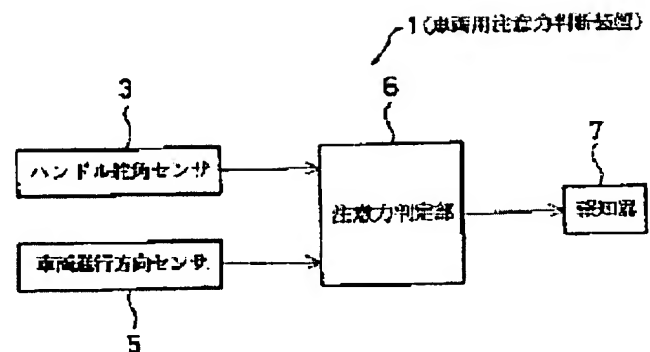 1(車両用注意力判断装置)
3
6
7
ハンドル舵角センサ
注意力判定部
報知器
車両進行方向センサ
5